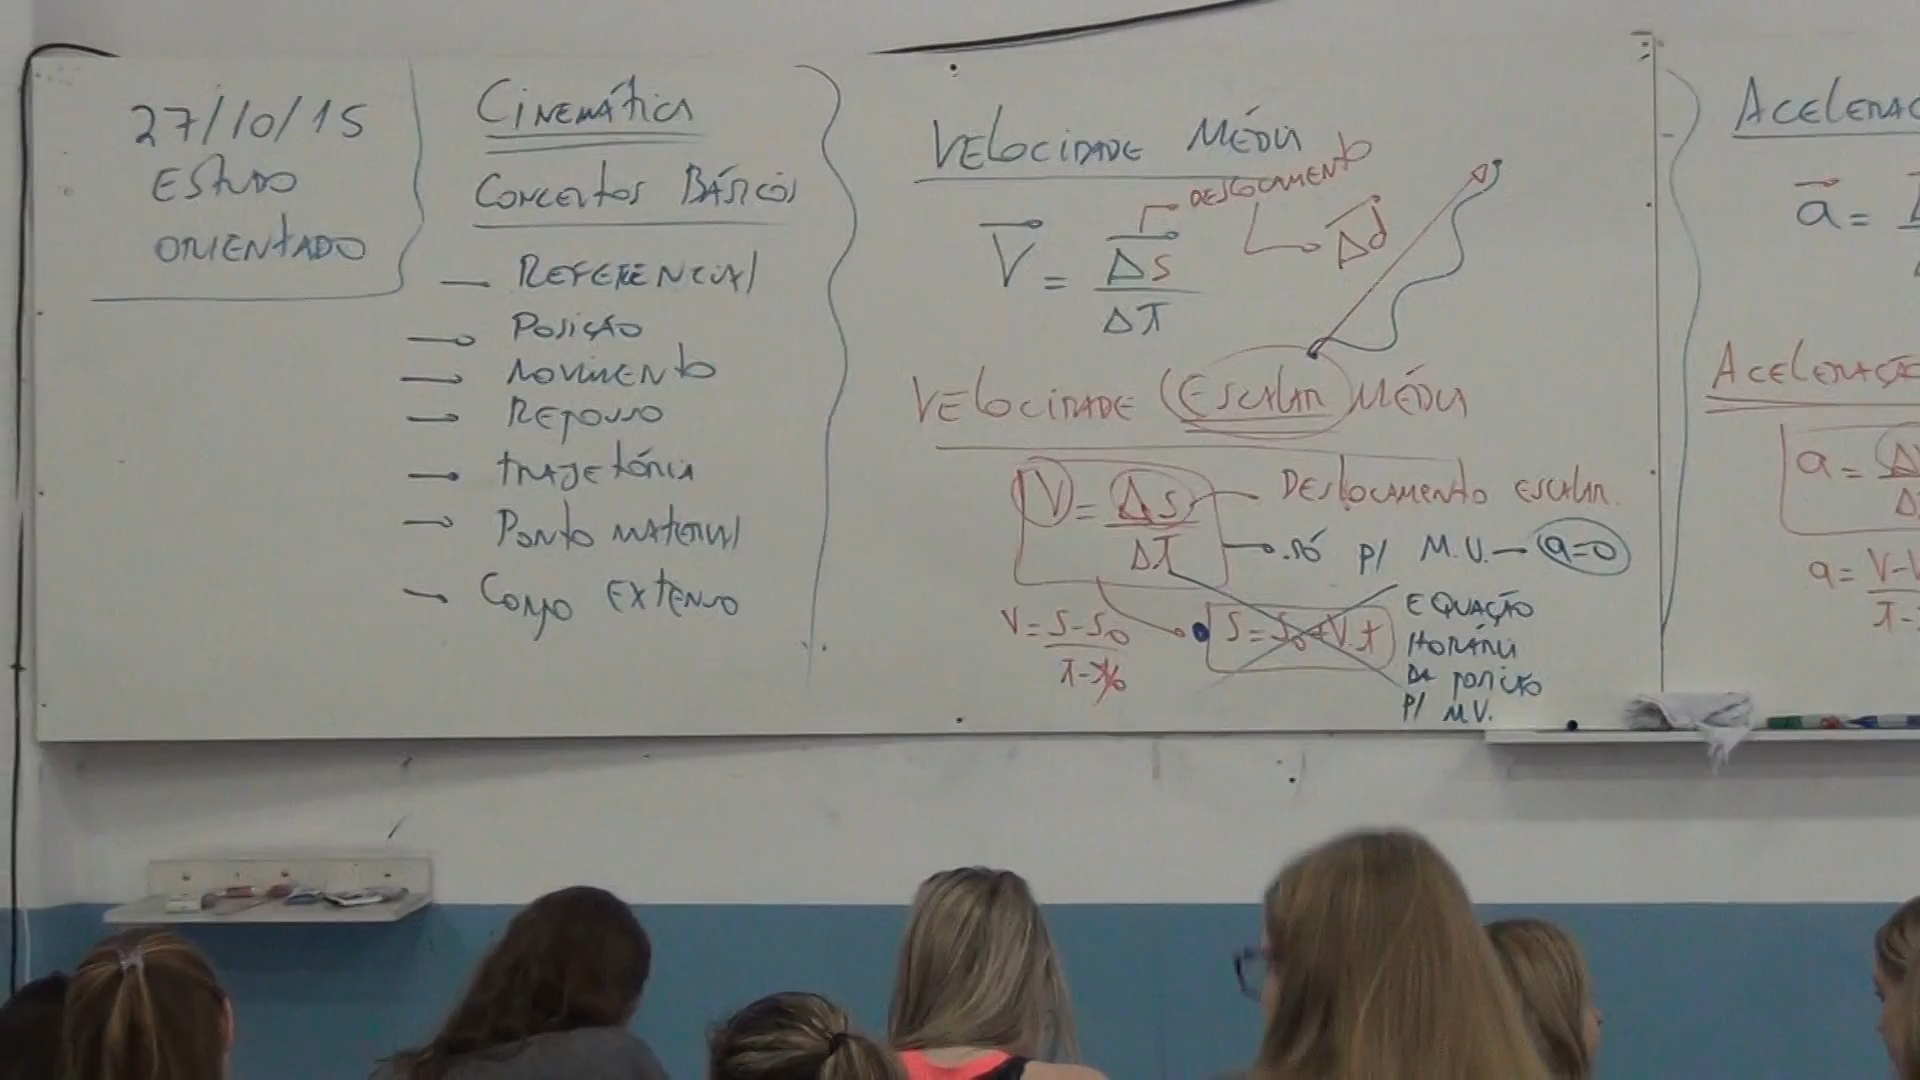 27/10/15
ESTUDO
ORIENTADO
CINEMÁTICA
CONCEITOS BÁSICOS
— REFERENCIAL
— POSIÇÃO
— MOVIMENTO
— REPOUSO
— TRAJETÓRIA
— PONTO MATERIAL
— CORPO EXTENSO
VELOCIDADE MÉDIA
DESLOCAMENTO
V = ΔS / Δt
Δd
VELOCIDADE (ESCALAR) MÉDIA
V = ΔS / Δt
DESLOCAMENTO ESCALAR
SÓ P/ M.U. — a=0
V = S-S0 / t-t0
S = S0+V.t
EQUAÇÃO
HORÁRIA
DA POSIÇÃO
P/ M.U.
a =
a =
a =